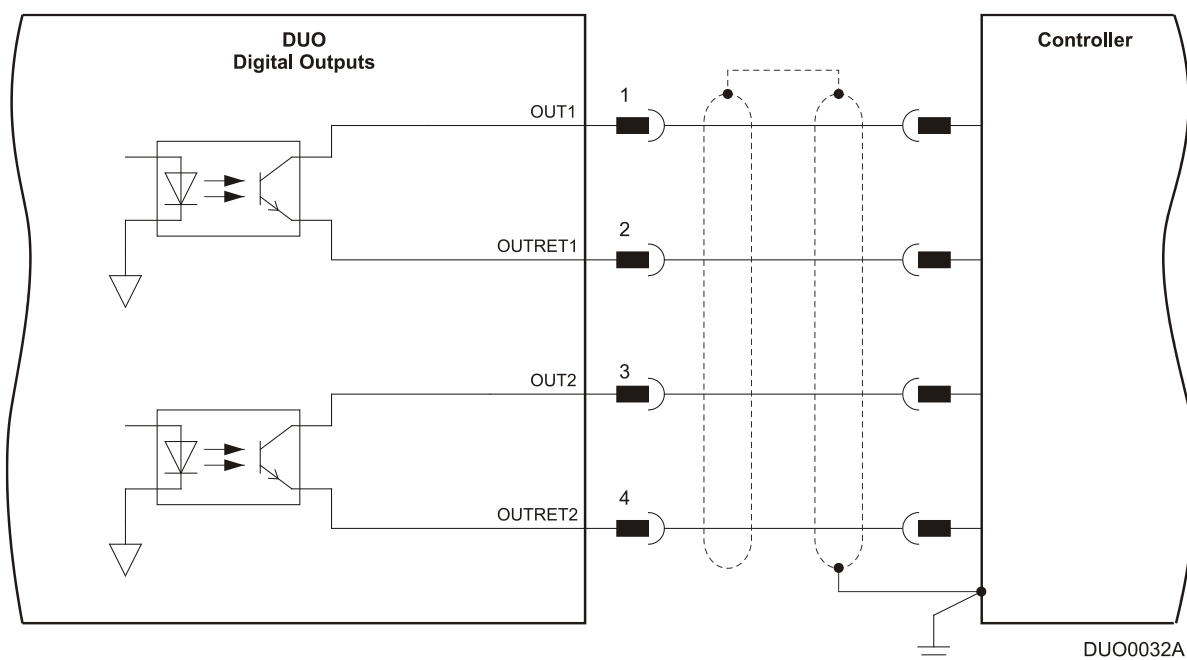 DUO
Digital Outputs
Controller
OUT1
1
OUTRET1
2
OUT2
3
OUTRET2
4
DUO0032A